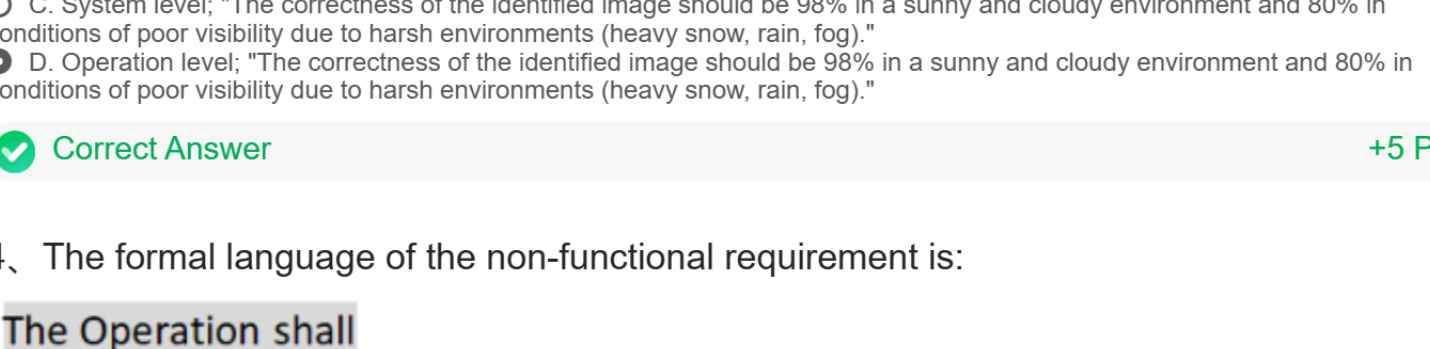 C. System level; "The correctness of the identified image should be 98% in a sunny and cloudy environment and 80% in
onditions of poor visibility due to harsh environments (heavy snow, rain, fog)."
D. Operation level; "The correctness of the identified image should be 98% in a sunny and cloudy environment and 80% in
onditions of poor visibility due to harsh environments (heavy snow, rain, fog)."
Correct Answer +5 P
、The formal language of the non-functional requirement is:
The Operation shall